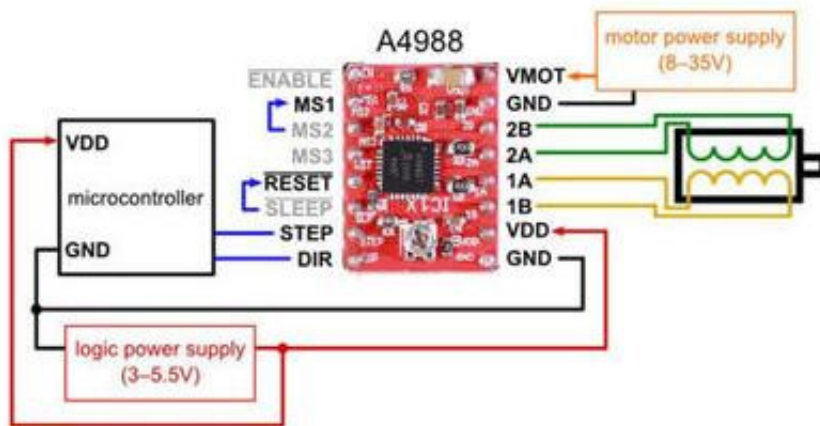 A4988
motor power supply
(8–35V)
ENABLE
MS1
MS2
MS3
RESET
SLEEP
STEP
DIR
VMOT
GND
2B
2A
1A
1B
VDD
GND
VDD
microcontroller
GND
logic power supply
(3–5.5V)
IC1X